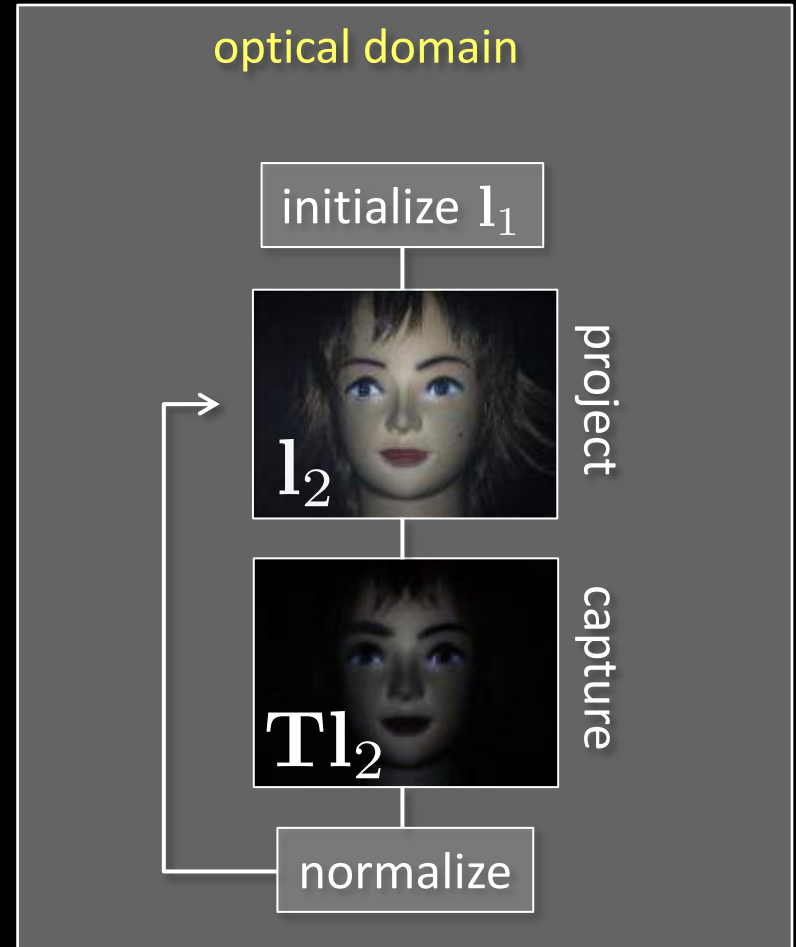 optical domain
initialize l₁
project
l₂
capture
Tl₂
normalize